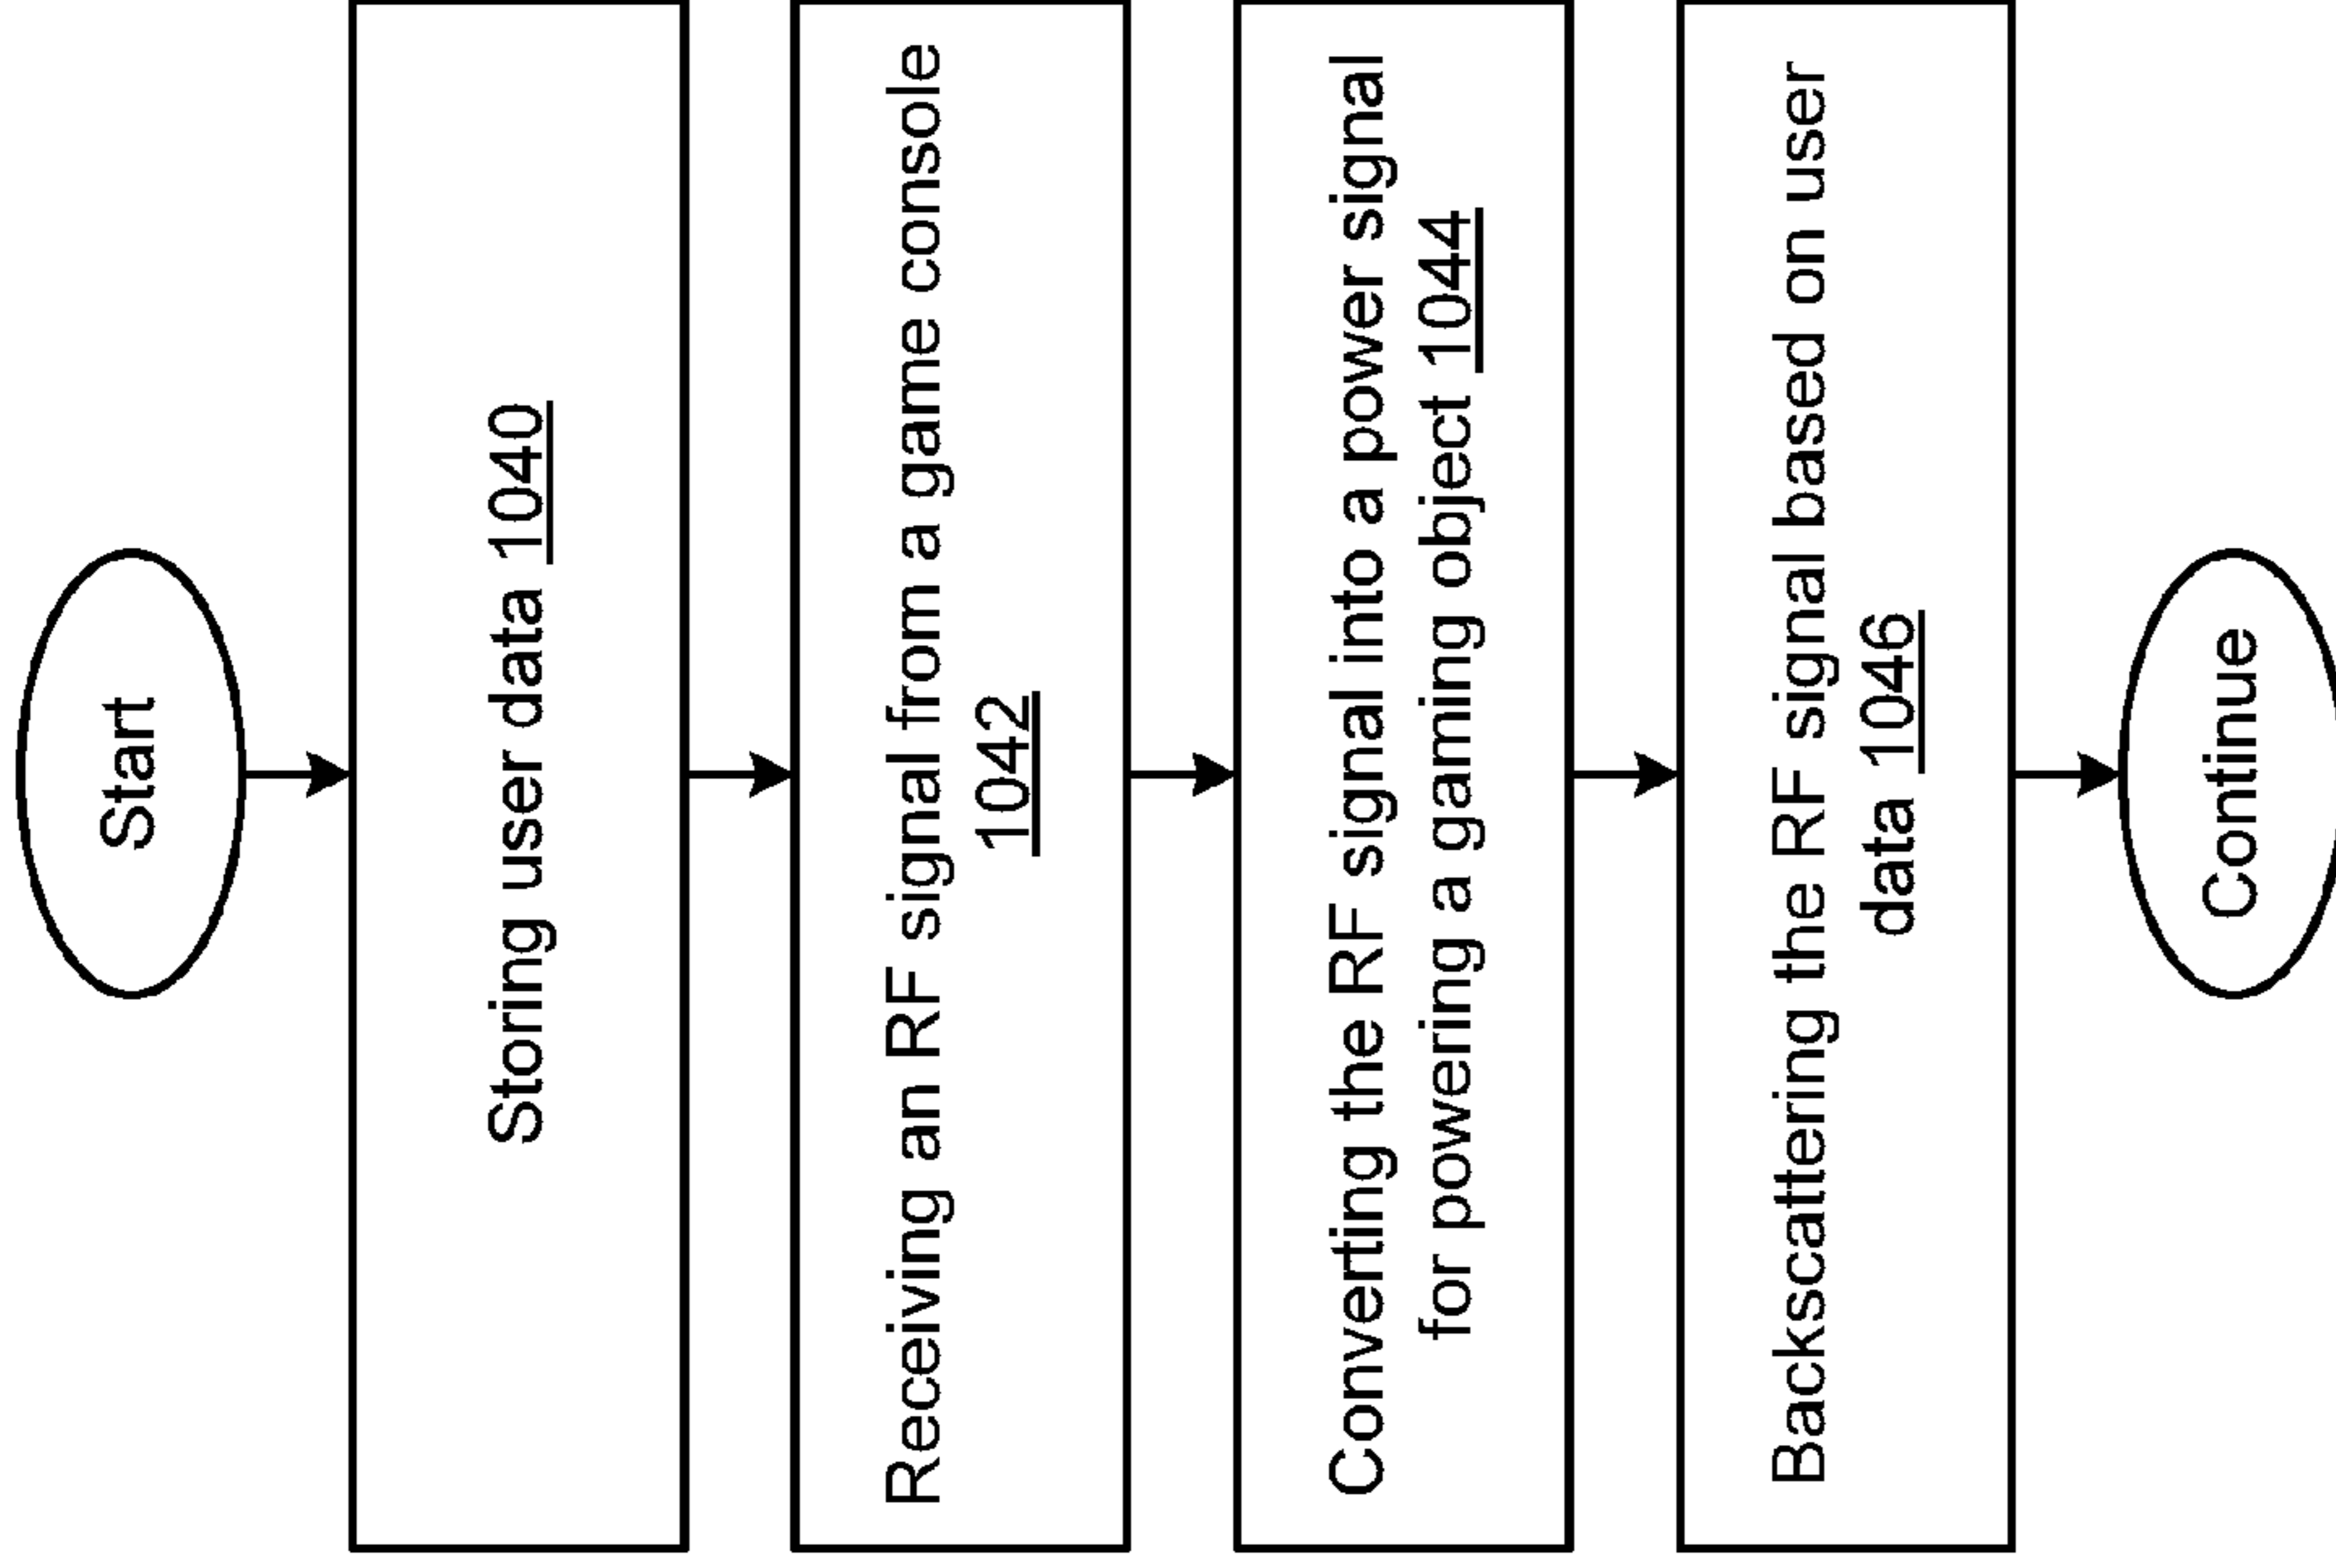 Start
Storing user data 1040
Receiving an RF signal from a game console
1042
Converting the RF signal into a power signal
for powering a gaming object 1044
Backscattering the RF signal based on user
data 1046
Continue